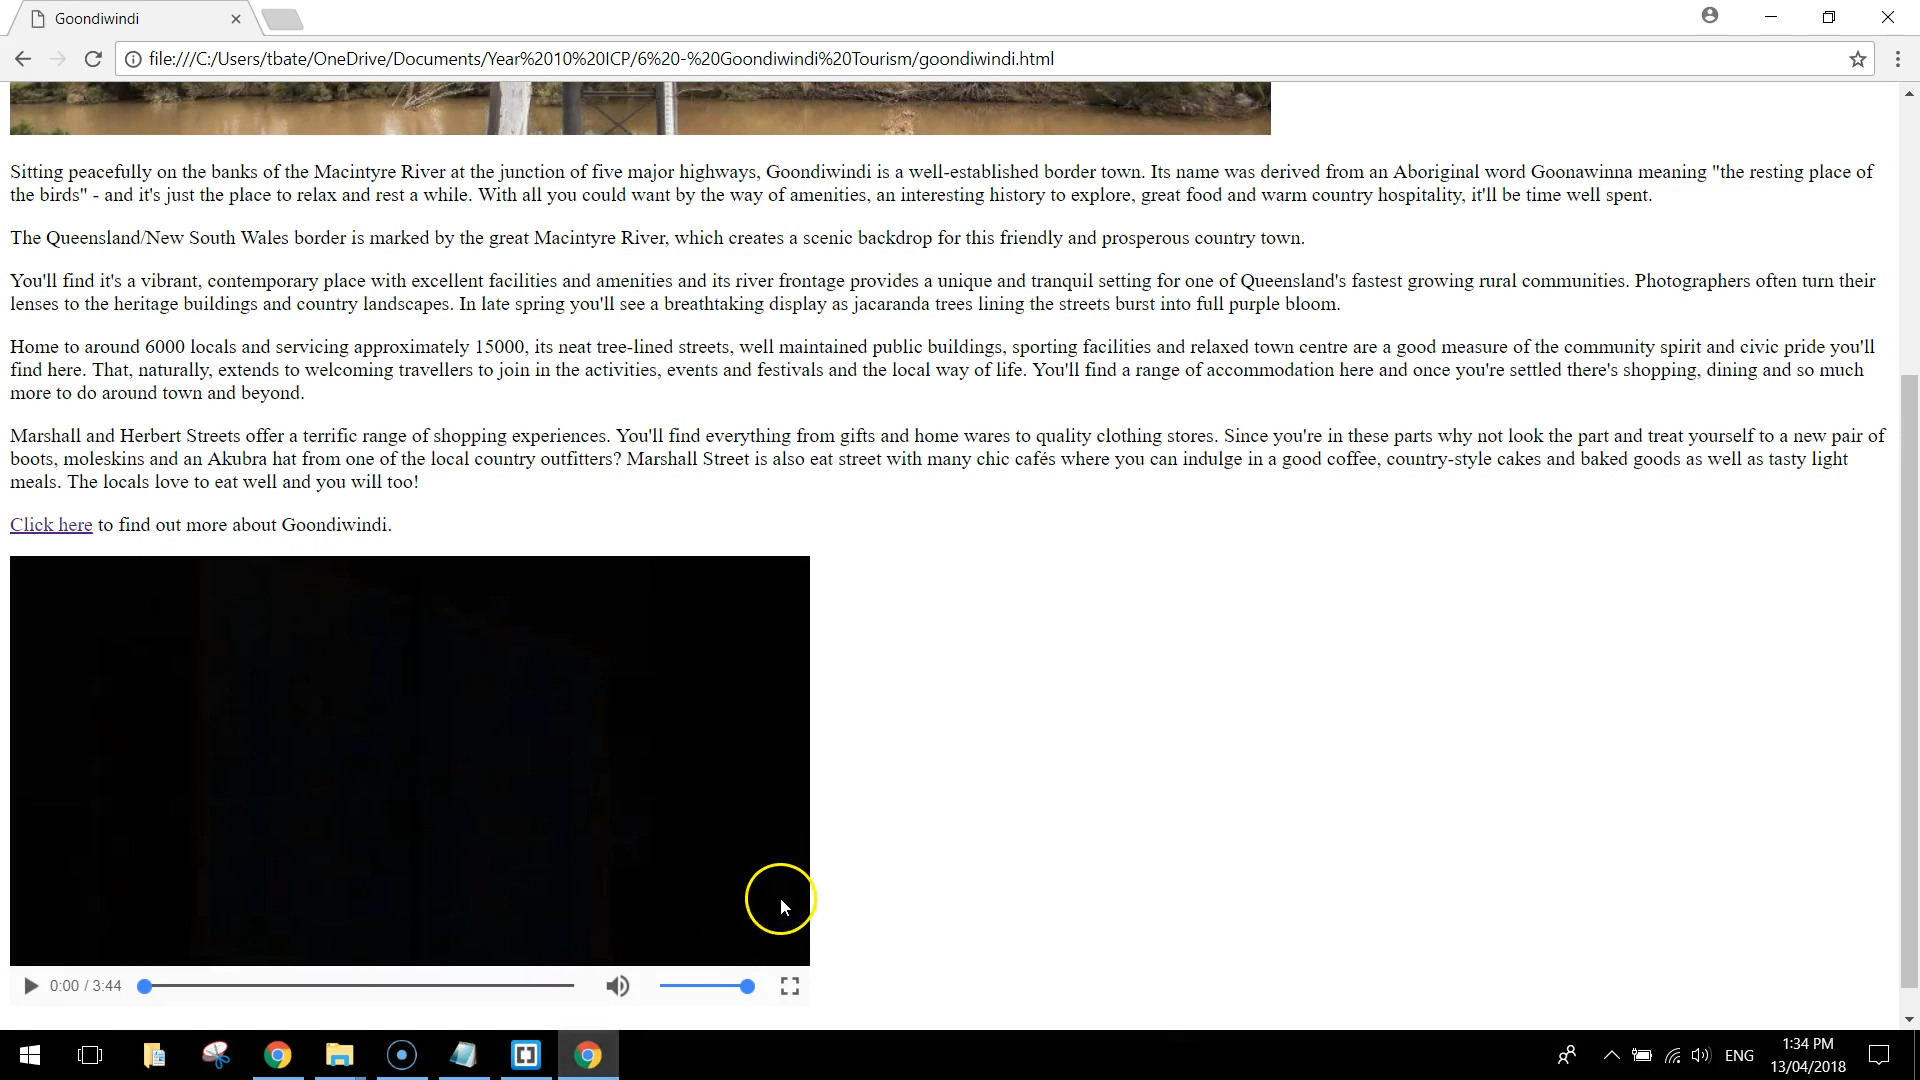 Goondiwindi
file:///C:/Users/tbate/OneDrive/Documents/Year%2010%20ICP/6%20-%20Goondiwindi%20Tourism/goondiwindi.html
Sitting peacefully on the banks of the Macintyre River at the junction of five major highways, Goondiwindi is a well-established border town. Its name was derived from an Aboriginal word Goonawinna meaning "the resting place of
the birds" - and it's just the place to relax and rest a while. With all you could want by the way of amenities, an interesting history to explore, great food and warm country hospitality, it'll be time well spent.
The Queensland/New South Wales border is marked by the great Macintyre River, which creates a scenic backdrop for this friendly and prosperous country town.
You'll find it's a vibrant, contemporary place with excellent facilities and amenities and its river frontage provides a unique and tranquil setting for one of Queensland's fastest growing rural communities. Photographers often turn their
lenses to the heritage buildings and country landscapes. In late spring you'll see a breathtaking display as jacaranda trees lining the streets burst into full purple bloom.
Home to around 6000 locals and servicing approximately 15000, its neat tree-lined streets, well maintained public buildings, sporting facilities and relaxed town centre are a good measure of the community spirit and civic pride you'll
find here. That, naturally, extends to welcoming travellers to join in the activities, events and festivals and the local way of life. You'll find a range of accommodation here and once you're settled there's shopping, dining and so much
more to do around town and beyond.
Marshall and Herbert Streets offer a terrific range of shopping experiences. You'll find everything from gifts and home wares to quality clothing stores. Since you're in these parts why not look the part and treat yourself to a new pair of
boots, moleskins and an Akubra hat from one of the local country outfitters? Marshall Street is also eat street with many chic cafés where you can indulge in a good coffee, country-style cakes and baked goods as well as tasty light
meals. The locals love to eat well and you will too!
Click here to find out more about Goondiwindi.
0:00 / 3:44
ENG
1:34 PM
13/04/2018